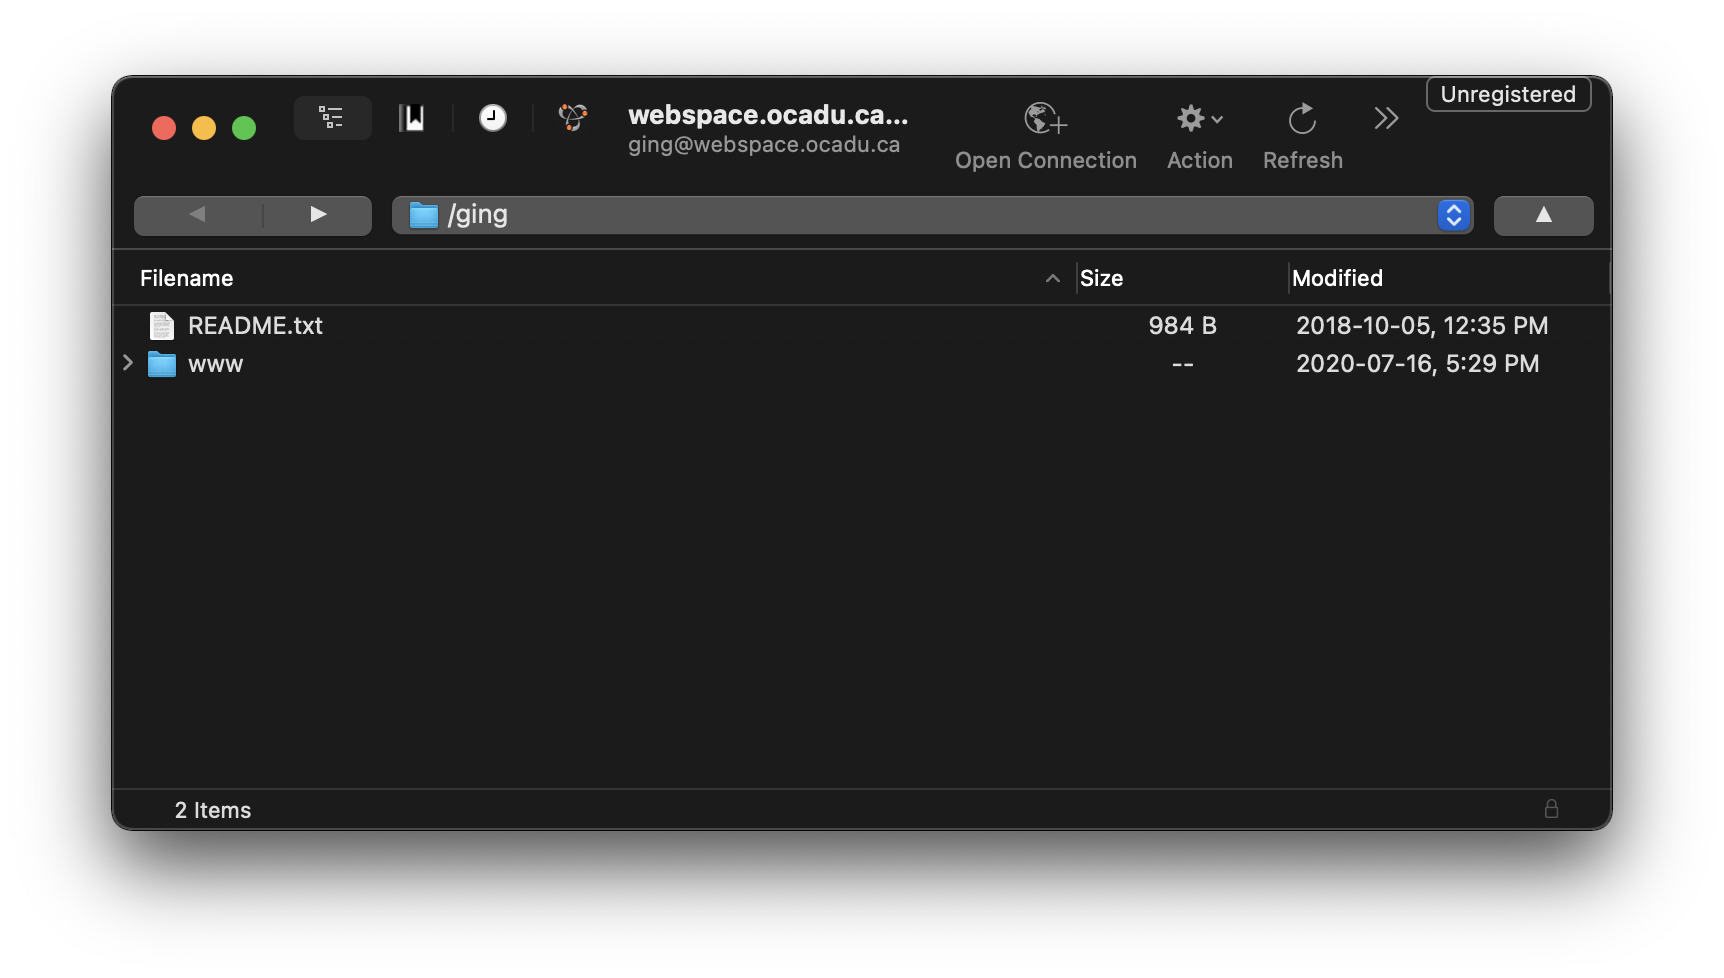 Unregistered
webspace.ocadu.ca...
ging@webspace.ocadu.ca
Open Connection Action Refresh
/ging
Filename Size Modified
README.txt 984 B 2018-10-05, 12:35 PM
www -- 2020-07-16, 5:29 PM
2 Items